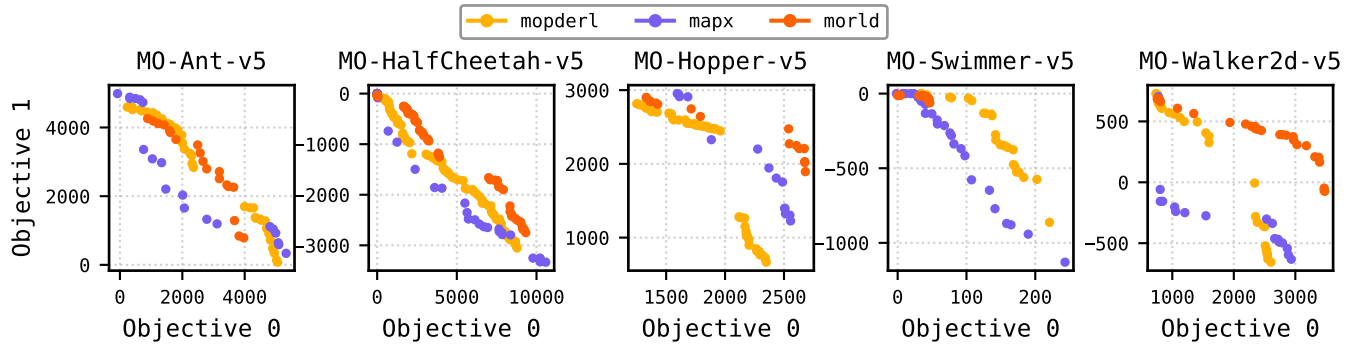 mopderl mapx morld
MO-Ant-v5 MO-HalfCheetah-v5 MO-Hopper-v5 MO-Swimmer-v5 MO-Walker2d-v5
Objective 1
4000
2000
0
0 2000 4000
Objective 0
0
−1000
−2000
−3000
0 5000 10000
Objective 0
3000
2000
1000
1500 2000 2500
Objective 0
0
−500
−1000
0 100 200
Objective 0
500
0
−500
1000 2000 3000
Objective 0